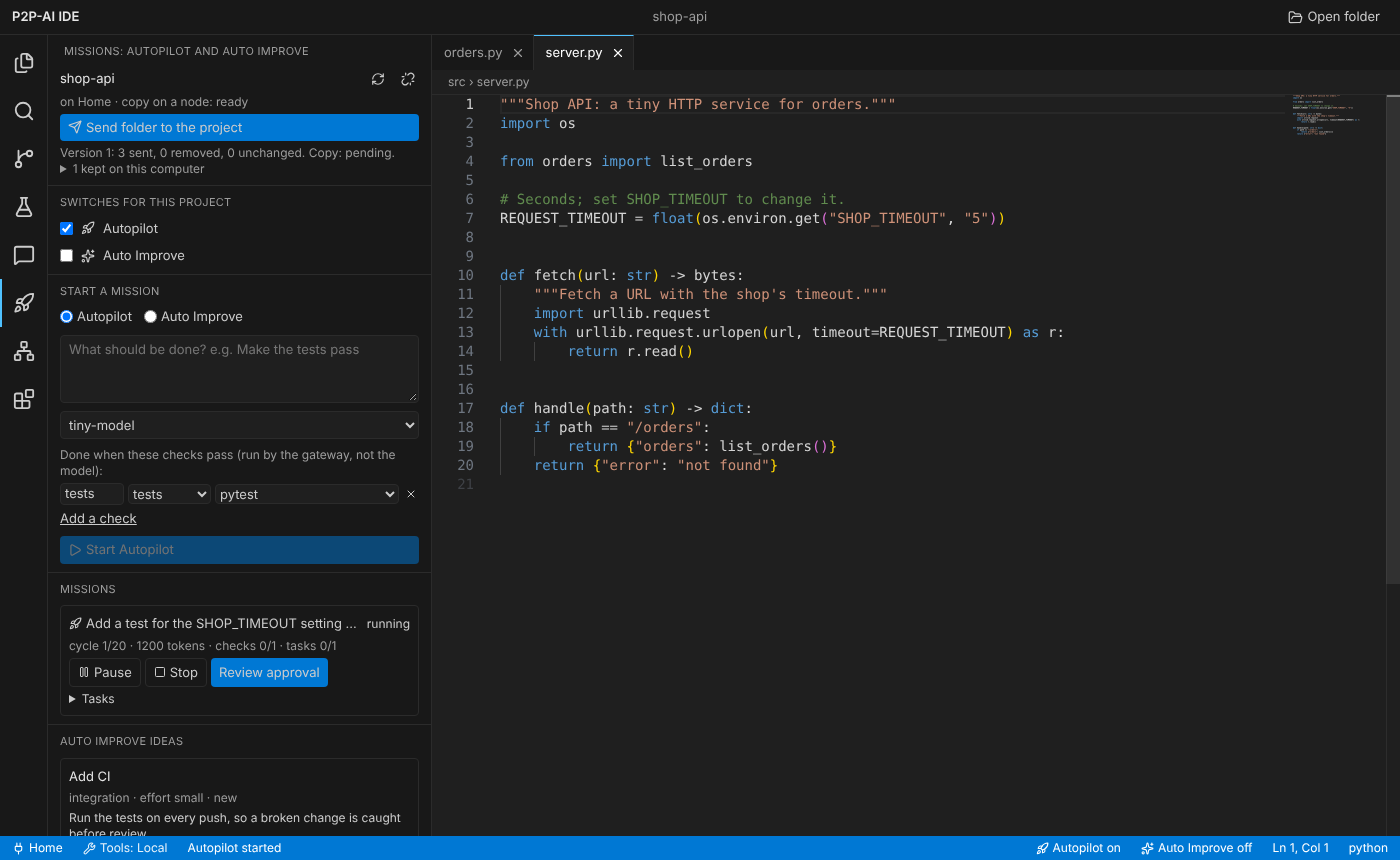 P2P-AI IDE
shop-api
Open folder
MISSIONS: AUTOPILOT AND AUTO IMPROVE
shop-api
on Home · copy on a node: ready
Send folder to the project
Version 1: 3 sent, 0 removed, 0 unchanged. Copy: pending.
1 kept on this computer
SWITCHES FOR THIS PROJECT
Autopilot
Auto Improve
START A MISSION
Autopilot Auto Improve
What should be done? e.g. Make the tests pass
tiny-model
Done when these checks pass (run by the gateway, not the
model):
tests tests pytest
Add a check
Start Autopilot
MISSIONS
Add a test for the SHOP_TIMEOUT setting ... running
cycle 1/20 · 1200 tokens · checks 0/1 · tasks 0/1
Pause Stop Review approval
Tasks
AUTO IMPROVE IDEAS
Add CI
integration · effort small · new
Run the tests on every push, so a broken change is caught
before review
orders.py server.py
src › server.py
1 """Shop API: a tiny HTTP service for orders."""
2 import os
3
4 from orders import list_orders
5
6 # Seconds; set SHOP_TIMEOUT to change it.
7 REQUEST_TIMEOUT = float(os.environ.get("SHOP_TIMEOUT", "5"))
8
9
10 def fetch(url: str) -> bytes:
11     """Fetch a URL with the shop's timeout."""
12     import urllib.request
13     with urllib.request.urlopen(url, timeout=REQUEST_TIMEOUT) as r:
14         return r.read()
15
16
17 def handle(path: str) -> dict:
18     if path == "/orders":
19         return {"orders": list_orders()}
20     return {"error": "not found"}
21
Home Tools: Local Autopilot started
Autopilot on Auto Improve off Ln 1, Col 1 python